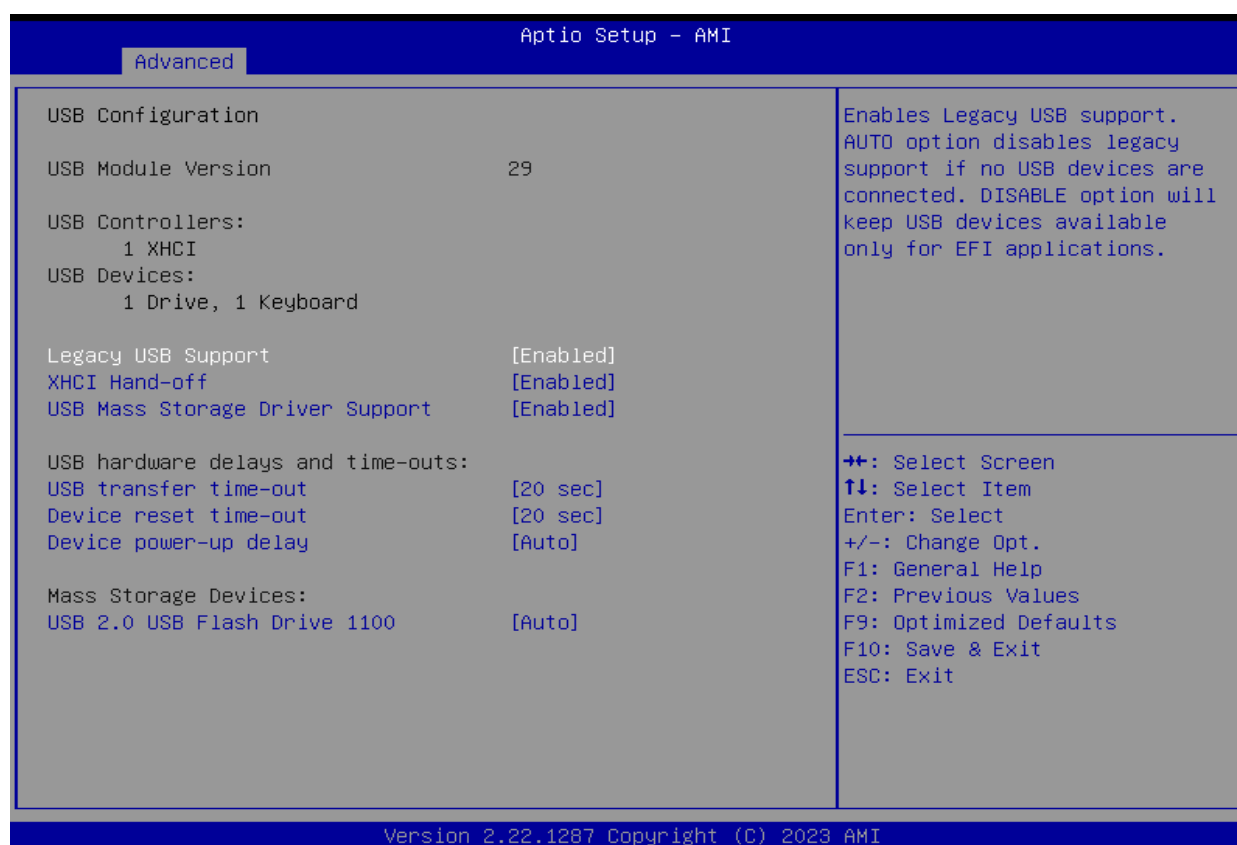 Aptio Setup – AMI
Advanced
USB Configuration
USB Module Version 29
USB Controllers:
1 XHCI
USB Devices:
1 Drive, 1 Keyboard
Legacy USB Support [Enabled]
XHCI Hand-off [Enabled]
USB Mass Storage Driver Support [Enabled]
USB hardware delays and time-outs:
USB transfer time-out [20 sec]
Device reset time-out [20 sec]
Device power-up delay [Auto]
Mass Storage Devices:
USB 2.0 USB Flash Drive 1100 [Auto]
Enables Legacy USB support.
AUTO option disables legacy
support if no USB devices are
connected. DISABLE option will
keep USB devices available
only for EFI applications.
→←: Select Screen
↑↓: Select Item
Enter: Select
+/-: Change Opt.
F1: General Help
F2: Previous Values
F9: Optimized Defaults
F10: Save & Exit
ESC: Exit
Version 2.22.1287 Copyright (C) 2023 AMI